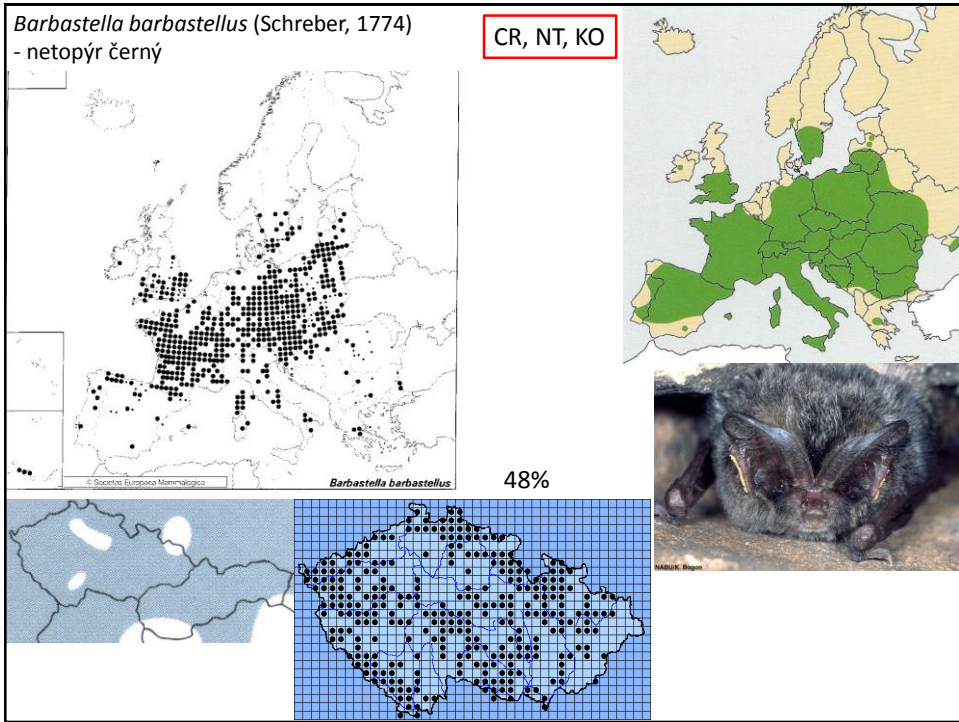 Barbastella barbastellus (Schreber, 1774)
- netopýr černý
CR, NT, KO
© Societas Europaea Mammalogica
Barbastella barbastellus
48%
NABU/K. Bogon